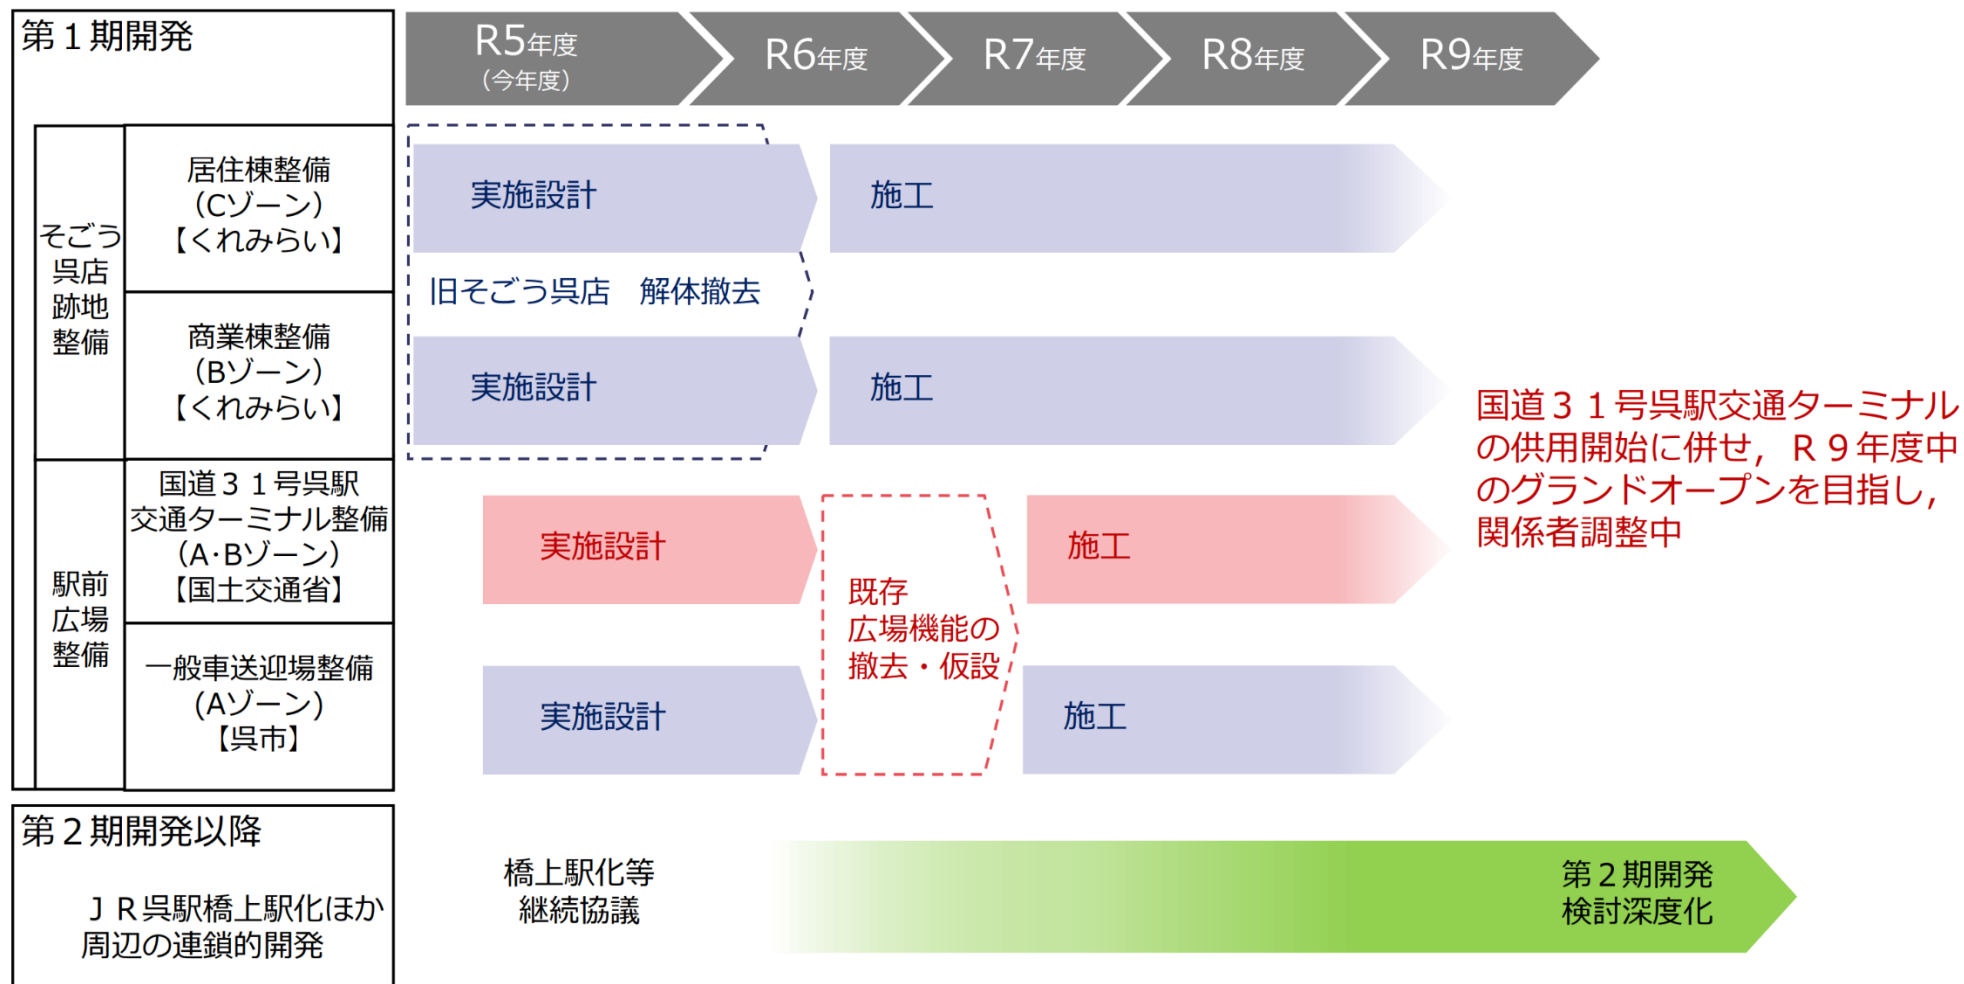 第１期開発
R5年度
（今年度）
R6年度
R7年度
R8年度
R9年度
そごう
呉店
跡地
整備
居住棟整備
（Cゾーン）
【くれみらい】
実施設計
施工
旧そごう呉店　解体撤去
商業棟整備
（Bゾーン）
【くれみらい】
実施設計
施工
駅前
広場
整備
国道３１号呉駅
交通ターミナル整備
（A･Bゾーン）
【国土交通省】
実施設計
既存
広場機能の
撤去・仮設
施工
一般車送迎場整備
(Aゾーン)
【呉市】
実施設計
施工
国道３１号呉駅交通ターミナル
の供用開始に併せ，Ｒ９年度中
のグランドオープンを目指し，
関係者調整中
第２期開発以降
ＪＲ呉駅橋上駅化ほか
周辺の連鎖的開発
橋上駅化等
継続協議
第２期開発
検討深度化